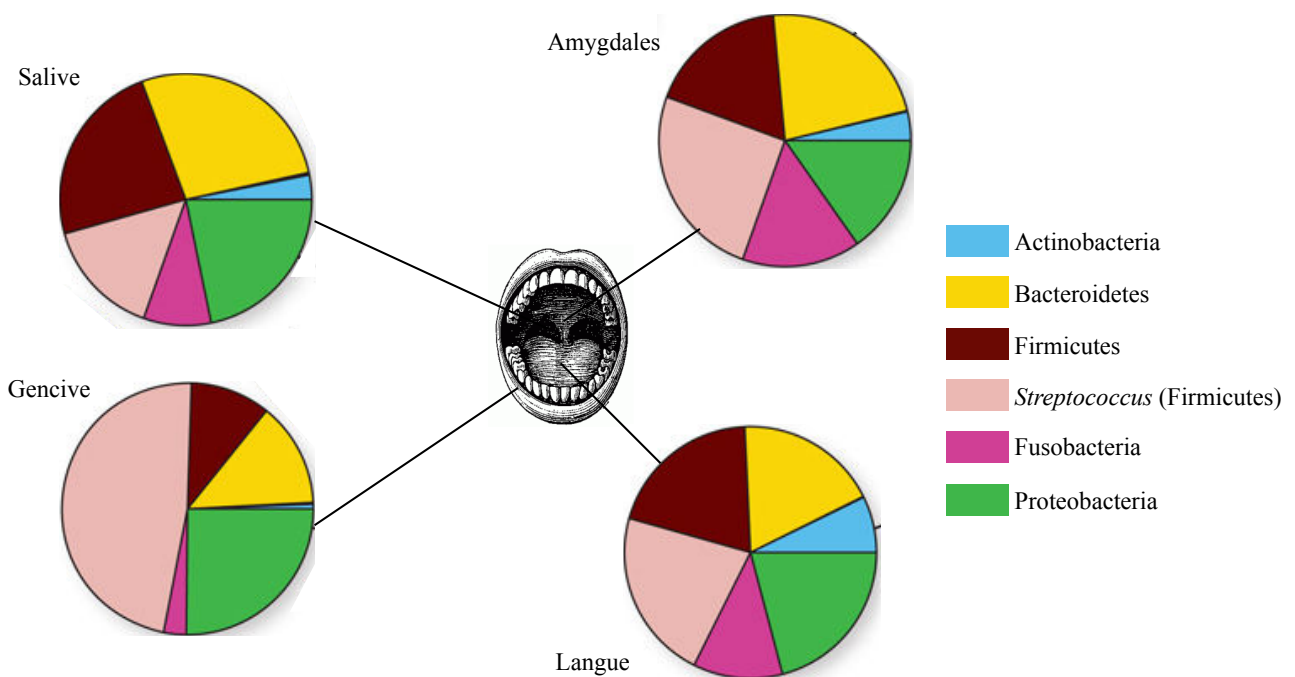 Amygdales
Salive
Gencive
Langue
Actinobacteria
Bacteroidetes
Firmicutes
Streptococcus (Firmicutes)
Fusobacteria
Proteobacteria